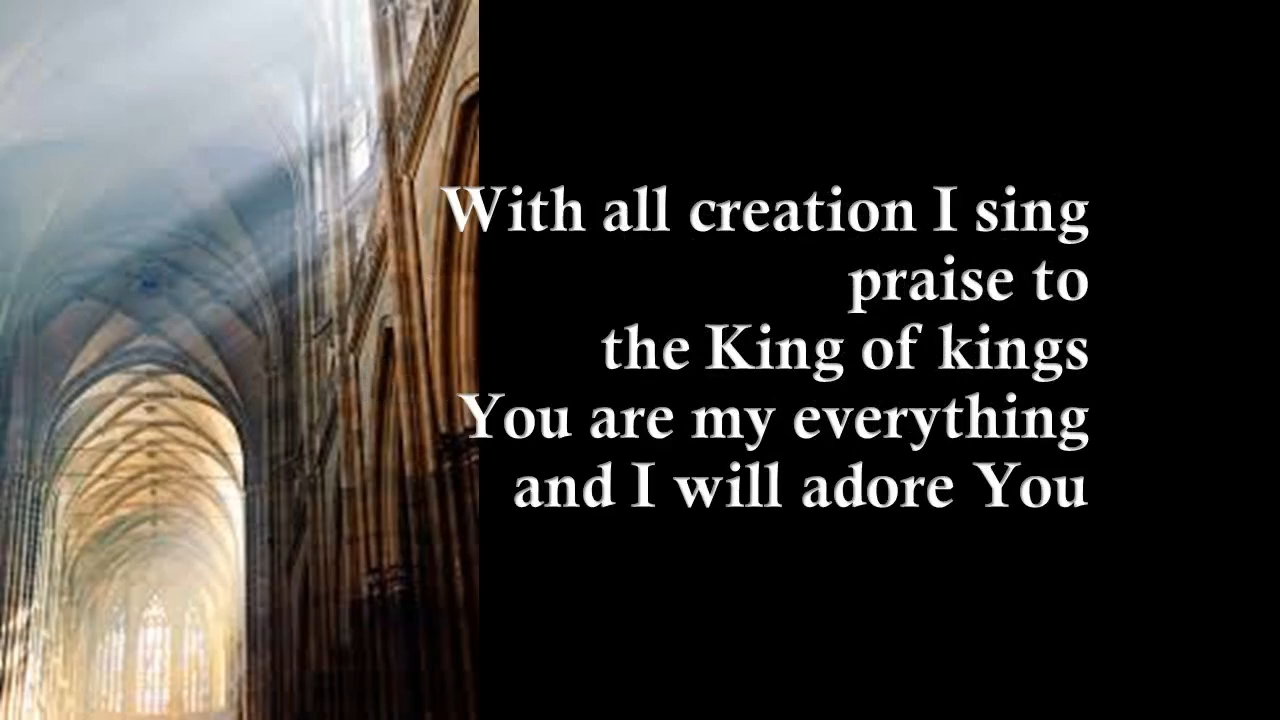 With all creation I sing
praise to
the King of kings
You are my everything
and I will adore You